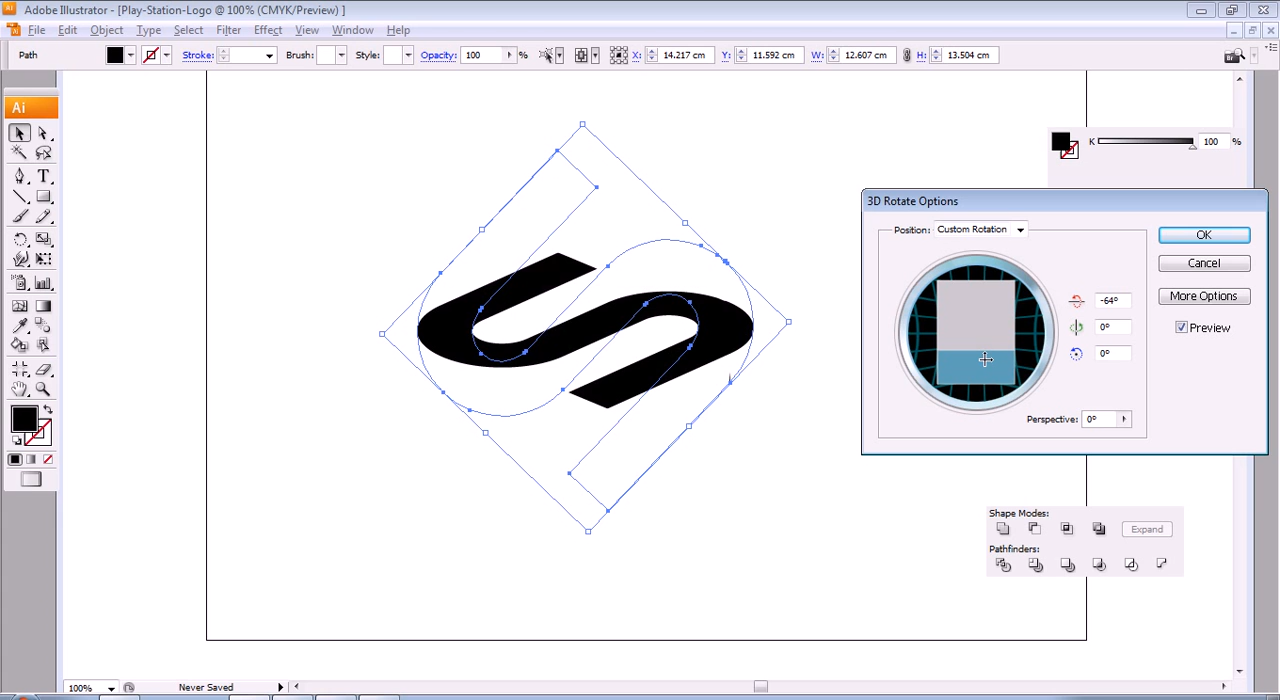 Adobe Illustrator - [Play-Station-Logo @ 100% (CMYK/Preview) ]
File Edit Object Type Select Filter Effect View Window Help
Path Stroke: Brush: Style: Opacity: 100 % X: 14.217 cm Y: 11.592 cm W: 12.607 cm H: 13.504 cm
Ai
K 100 %
3D Rotate Options
Position: Custom Rotation
OK
Cancel
More Options
Preview
-64°
0°
0°
Perspective: 0°
Shape Modes:
Expand
Pathfinders:
100% Never Saved